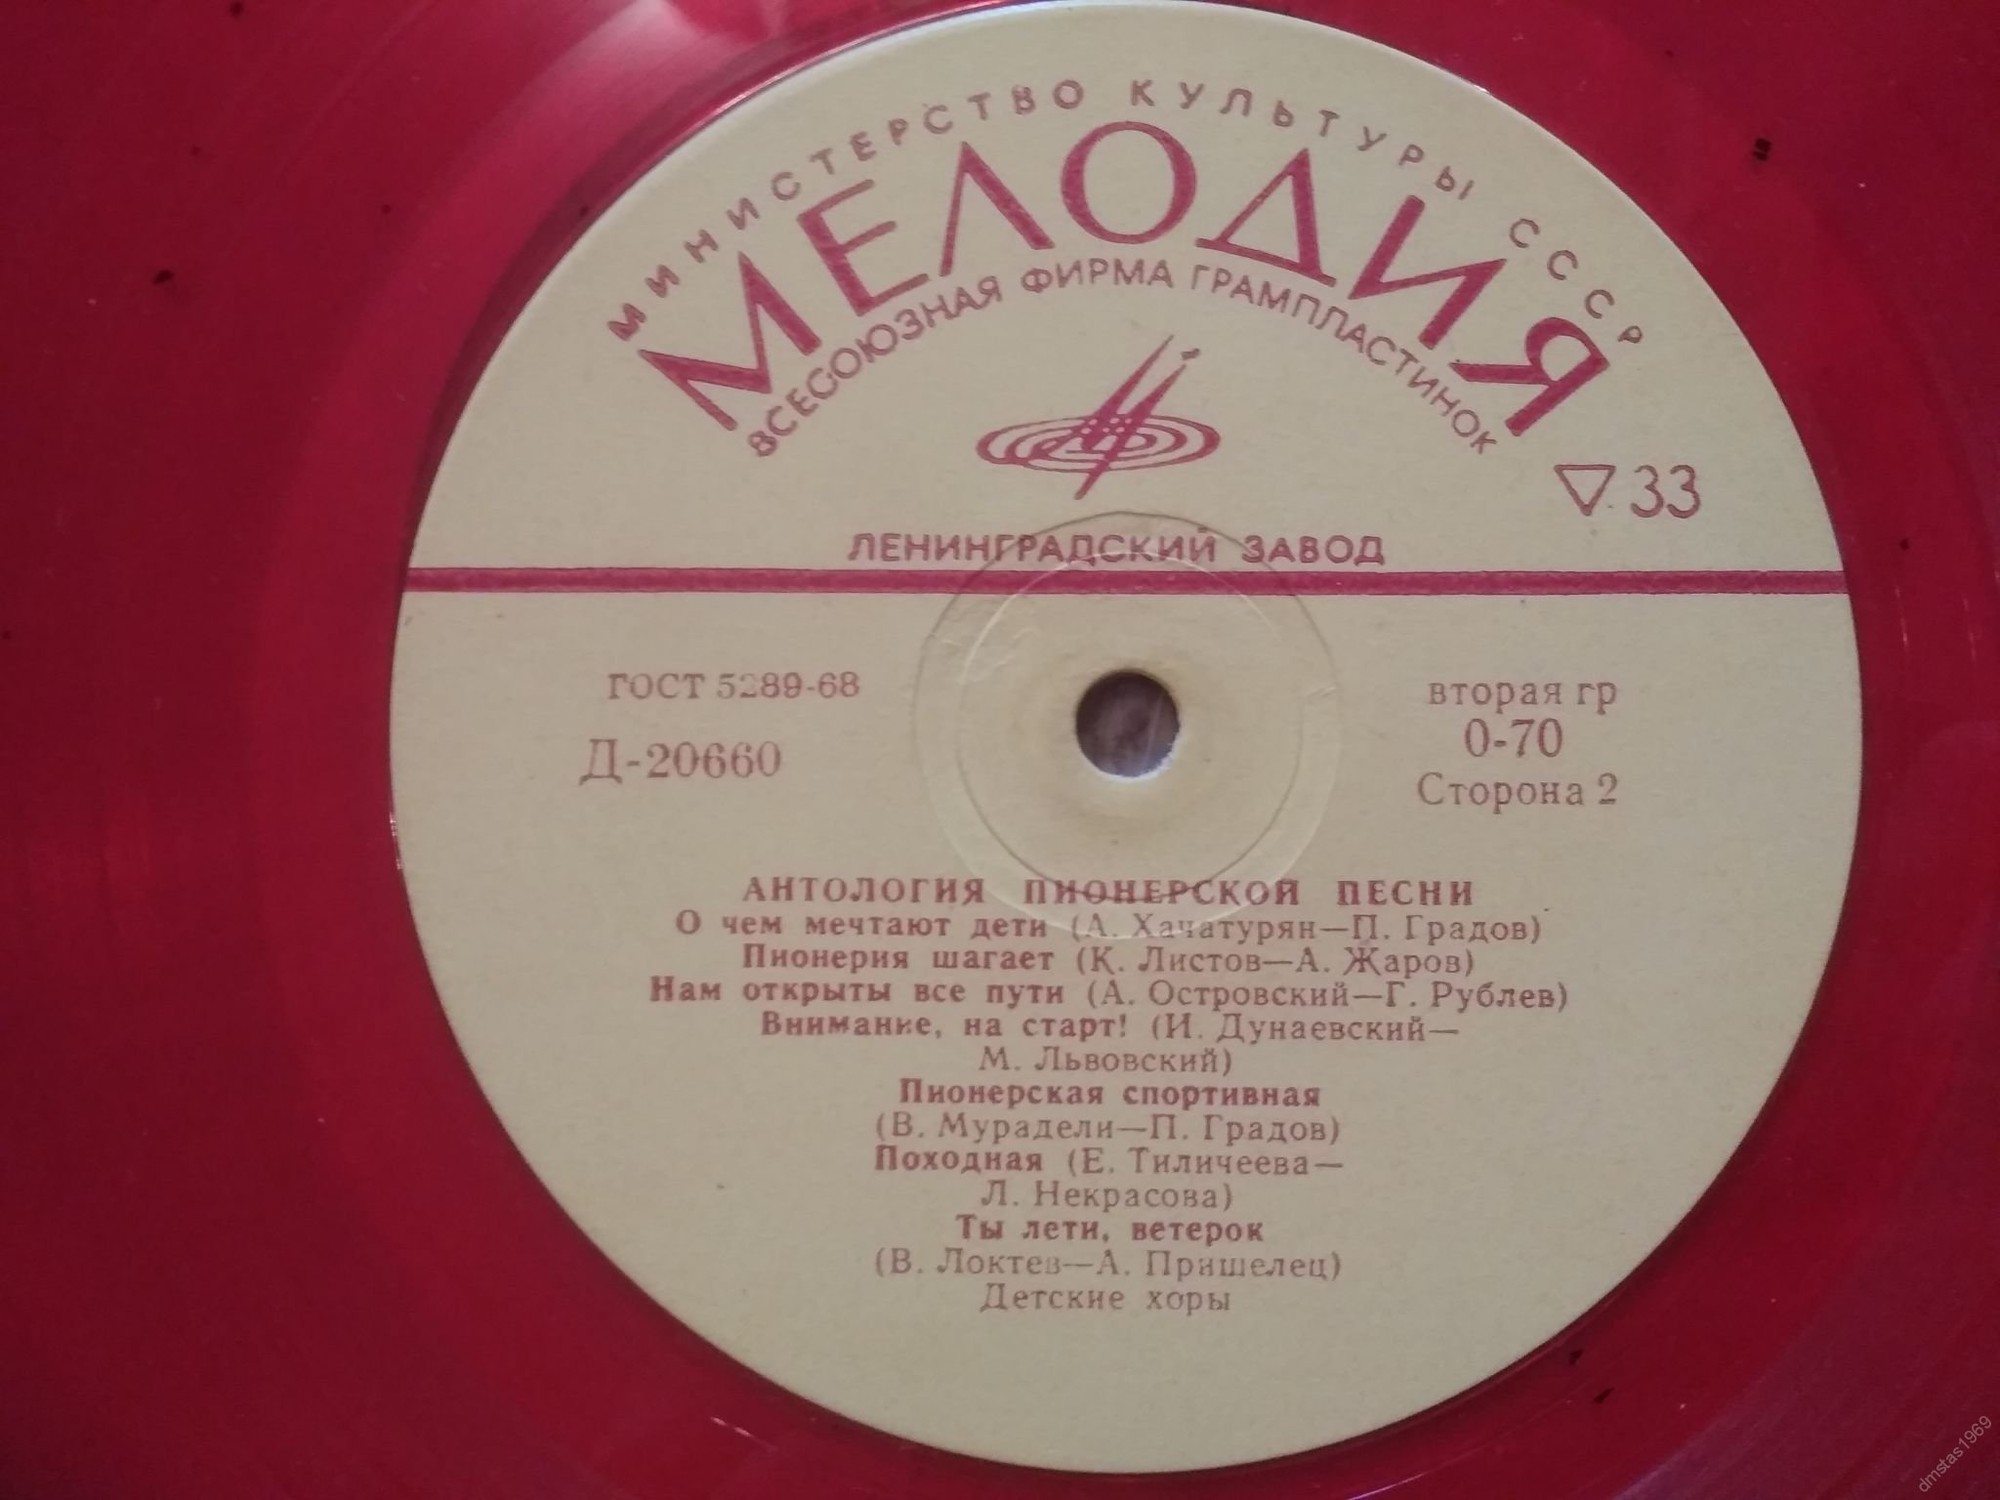 МИНИСТЕРСТВО КУЛЬТУРЫ СССР
МЕЛОДИЯ
ВСЕСОЮЗНАЯ ФИРМА ГРАМПЛАСТИНОК
▽ 33
ЛЕНИНГРАДСКИЙ ЗАВОД
ГОСТ 5289-68
Д-20660
вторая гр
0-70
Сторона 2
АНТОЛОГИЯ ПИОНЕРСКОЙ ПЕСНИ
О чем мечтают дети (А. Хачатурян—П. Градов)
Пионерия шагает (К. Листов—А. Жаров)
Нам открыты все пути (А. Островский—Г. Рублев)
Внимание, на старт! (И. Дунаевский—
М. Львовский)
Пионерская спортивная
(В. Мурадели—П. Градов)
Походная (Е. Тиличеева—
Л. Некрасова)
Ты лети, ветерок
(В. Локтев—А. Пришелец)
Детские хоры
dmstas1969